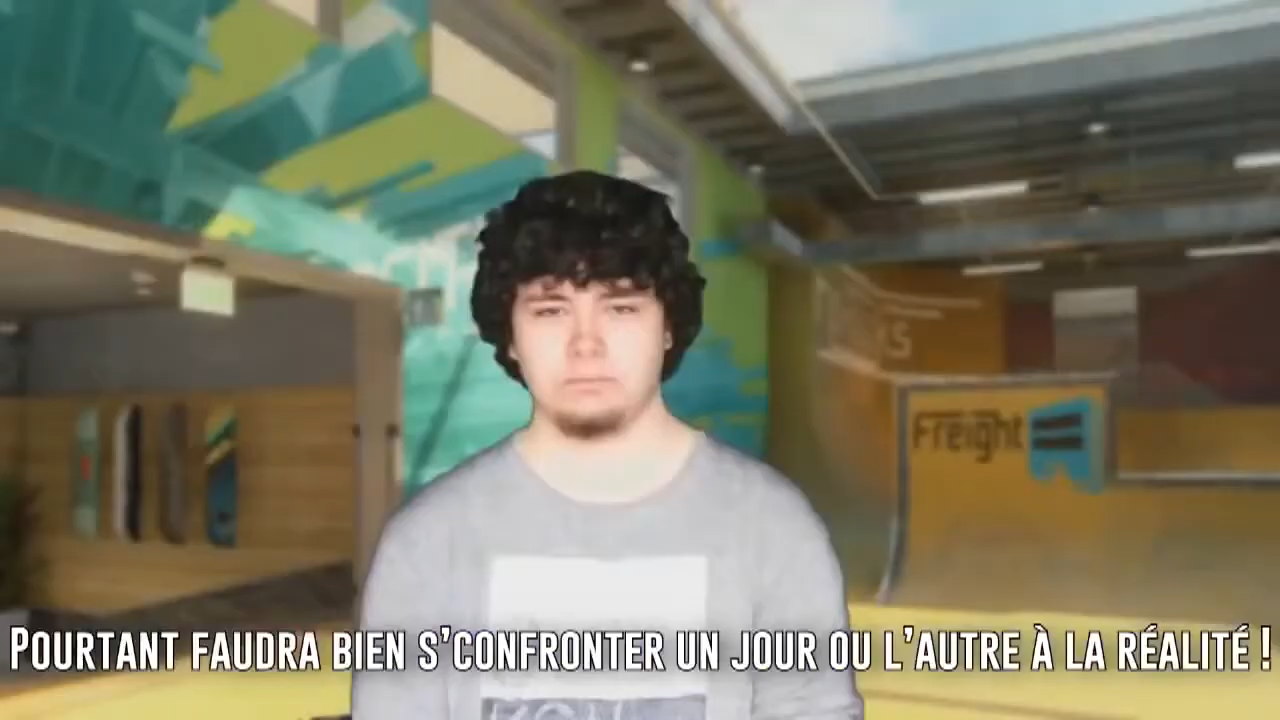 Freight
POURTANT FAUDRA BIEN S'CONFRONTER UN JOUR OU L'AUTRE À LA RÉALITÉ !